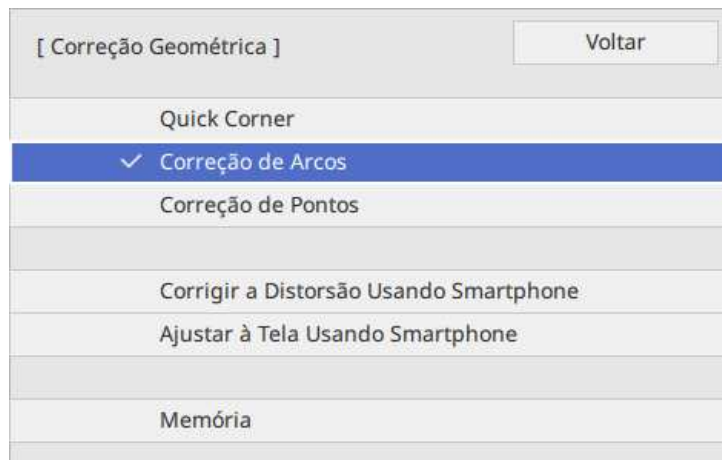 [ Correção Geométrica ]
Voltar
Quick Corner
Correção de Arcos
Correção de Pontos
Corrigir a Distorsão Usando Smartphone
Ajustar à Tela Usando Smartphone
Memória